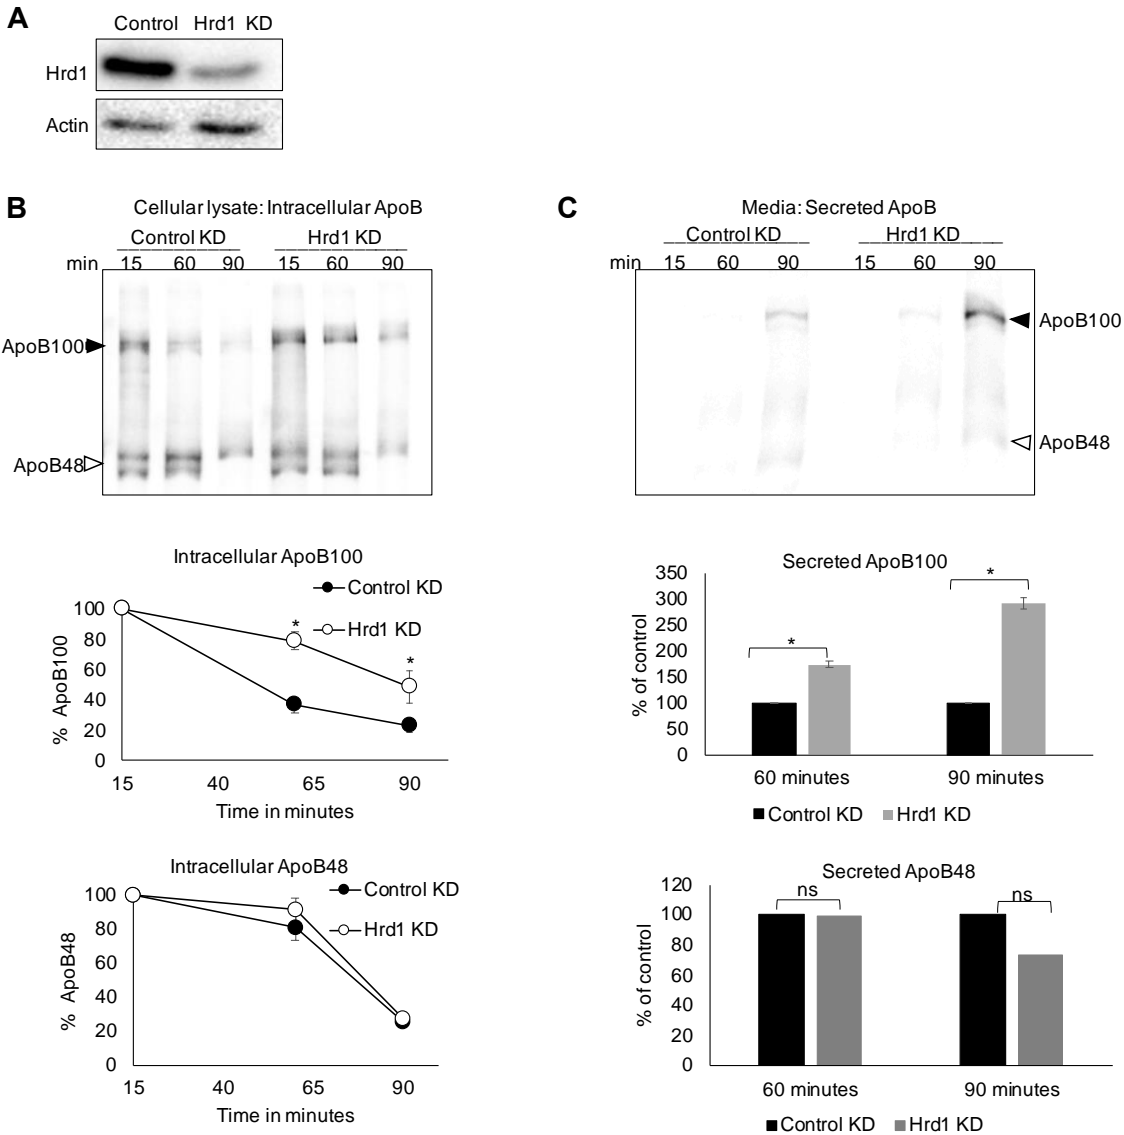 A
Control Hrd1 KD
Hrd1
Actin
B
Cellular lysate: Intracellular ApoB
Control KD Hrd1 KD
min 15 60 90 15 60 90
ApoB100
ApoB48
Intracellular ApoB100
Control KD
Hrd1 KD
* *
% ApoB100
100
80
60
40
20
0
15 40 65 90
Time in minutes
Intracellular ApoB48
Control KD
Hrd1 KD
% ApoB48
100
80
60
40
20
0
15 40 65 90
Time in minutes
C
Media: Secreted ApoB
Control KD Hrd1 KD
min 15 60 90 15 60 90
ApoB100
ApoB48
Secreted ApoB100
% of control
350
300
250
200
150
100
50
0
* *
60 minutes 90 minutes
Control KD Hrd1 KD
Secreted ApoB48
% of control
120
100
80
60
40
20
0
ns ns
60 minutes 90 minutes
Control KD Hrd1 KD